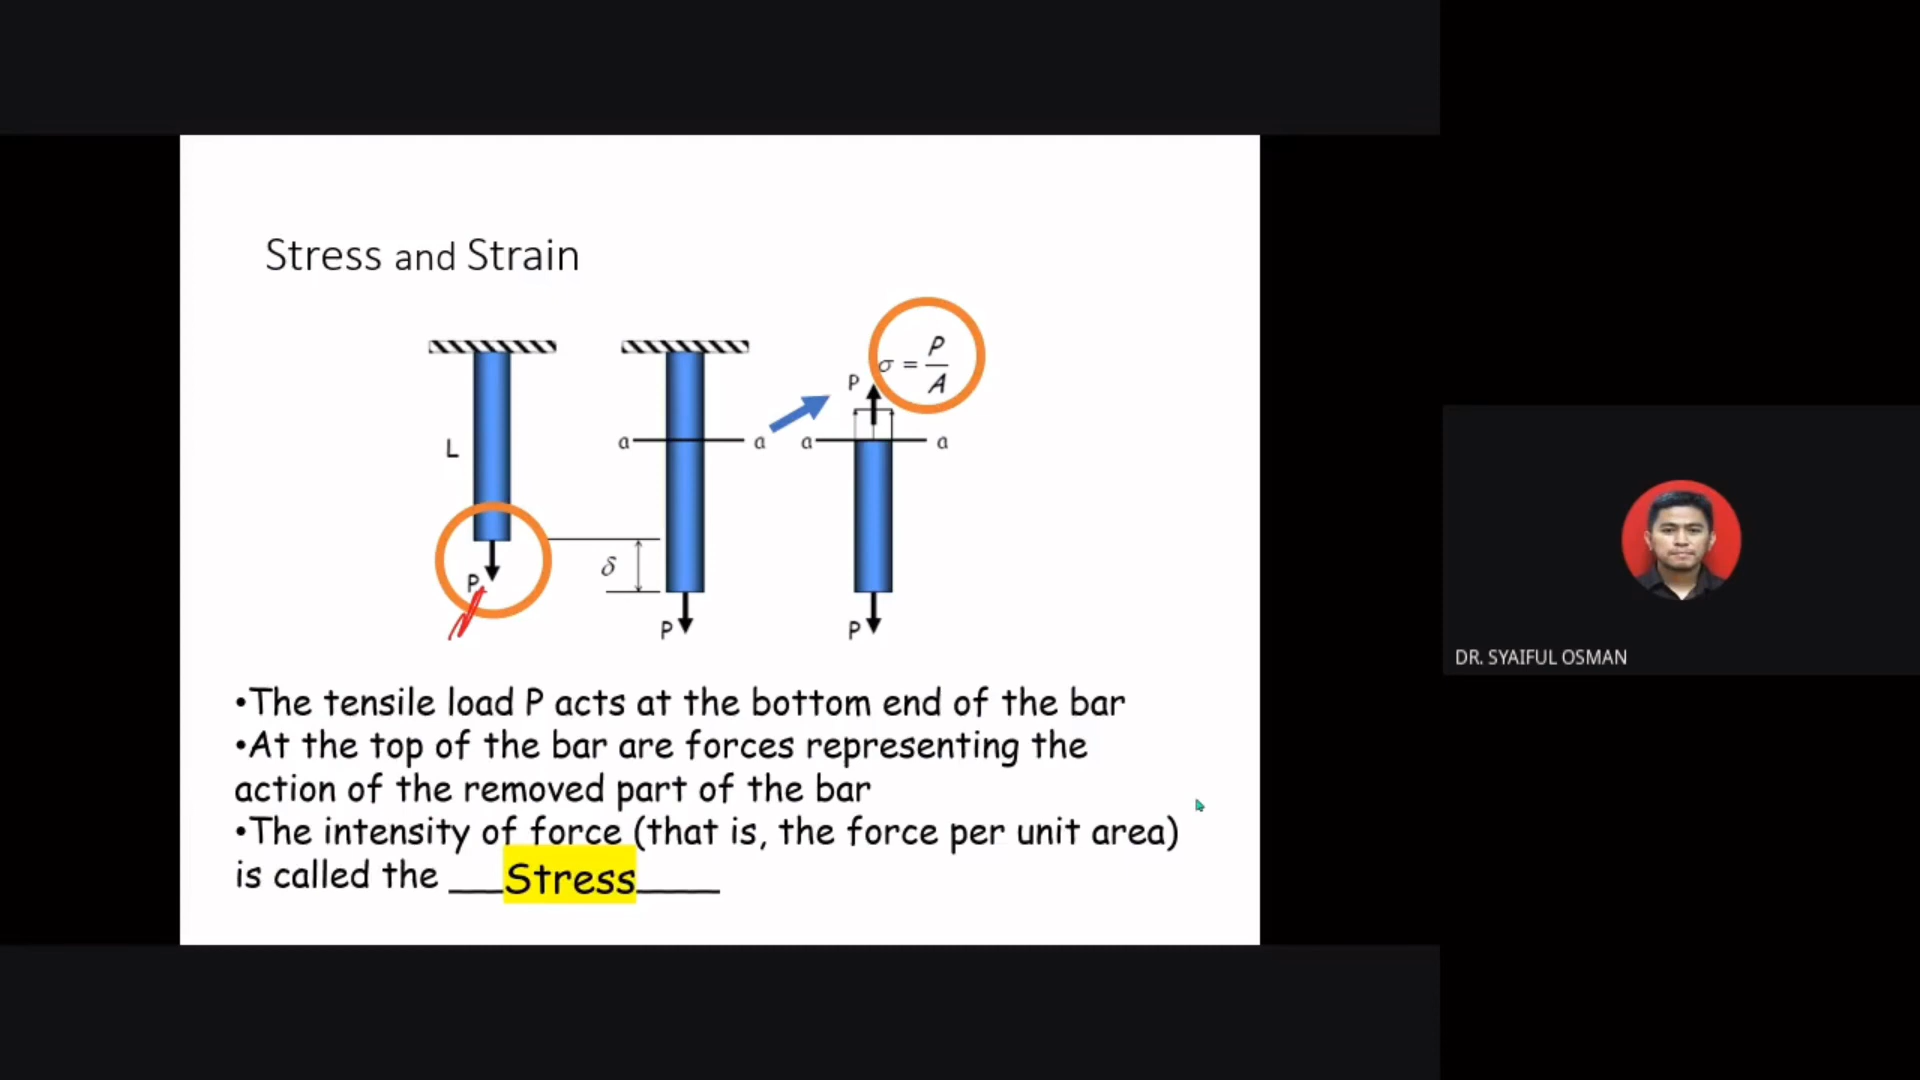 Stress and Strain
σ = P/A
P
L
a
a
a
a
δ
P
P
P
•The tensile load P acts at the bottom end of the bar
•At the top of the bar are forces representing the
action of the removed part of the bar
•The intensity of force (that is, the force per unit area)
is called the ___Stress____
DR. SYAIFUL OSMAN